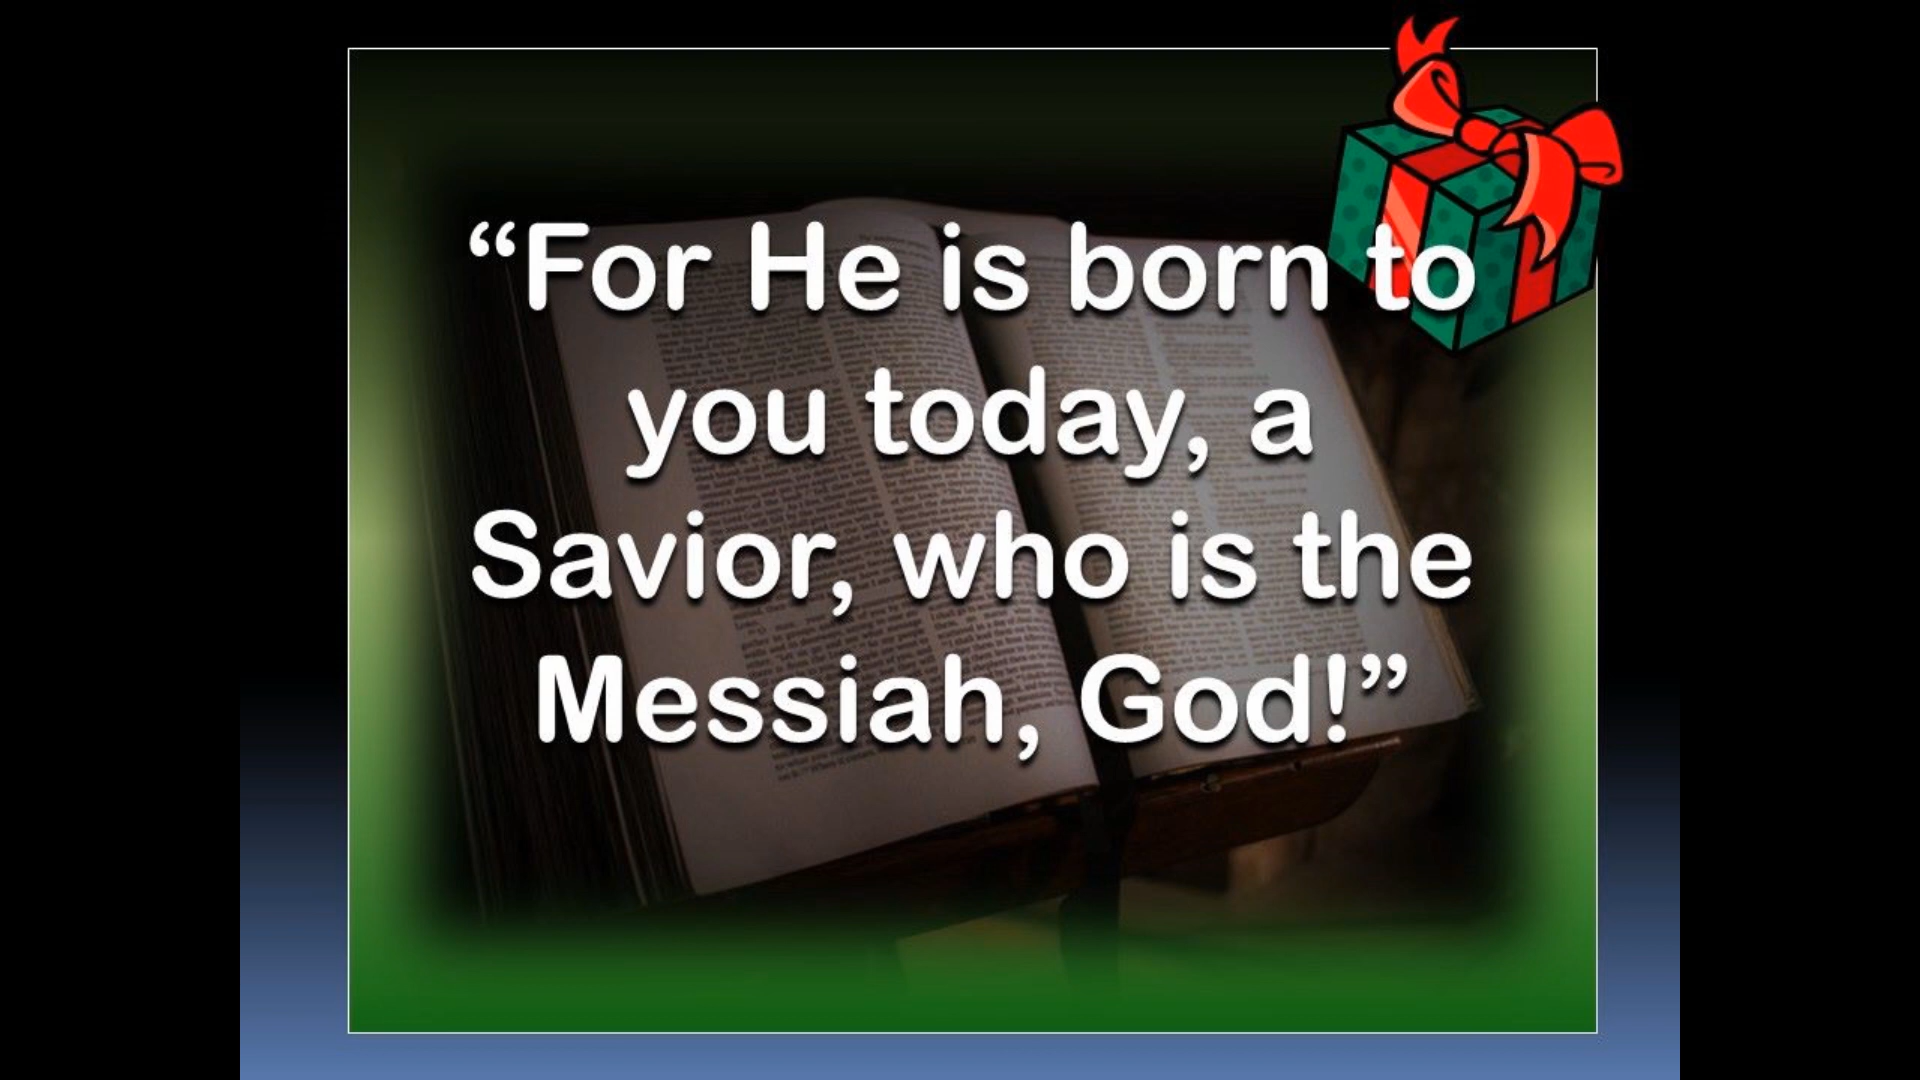 “For He is born to
you today, a
Savior, who is the
Messiah, God!”